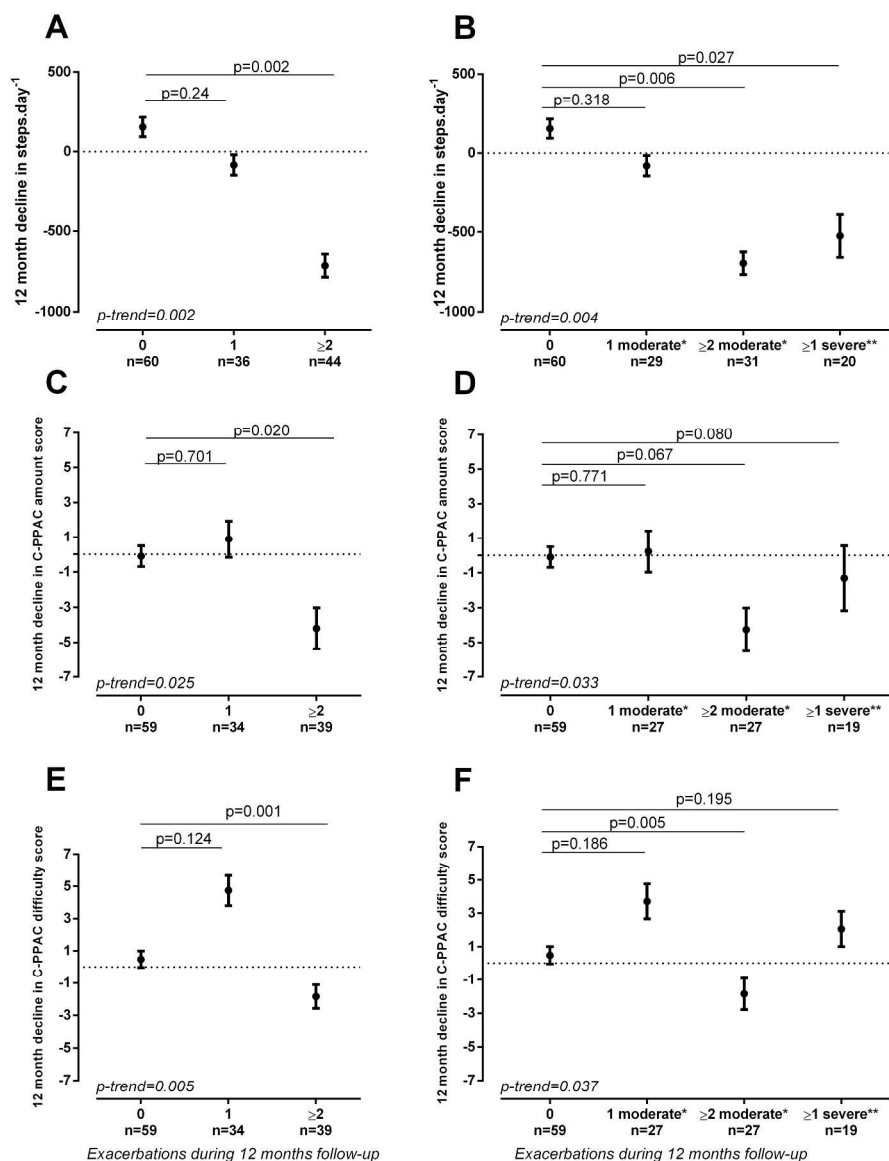 A
12 month decline in steps.day-1
500
0
-500
-1000
p=0.002
p=0.24
p-trend=0.002
0
n=60
1
n=36
≥2
n=44
B
12 month decline in steps.day-1
500
0
-500
-1000
p=0.027
p=0.006
p=0.318
p-trend=0.004
0
n=60
1 moderate*
n=29
≥2 moderate*
n=31
≥1 severe**
n=20
C
12 month decline in C-PPAC amount score
7
5
3
1
-1
-3
-5
-7
p=0.020
p=0.701
p-trend=0.025
0
n=59
1
n=34
≥2
n=39
D
12 month decline in C-PPAC amount score
7
5
3
1
-1
-3
-5
-7
p=0.080
p=0.067
p=0.771
p-trend=0.033
0
n=59
1 moderate*
n=27
≥2 moderate*
n=27
≥1 severe**
n=19
E
12 month decline in C-PPAC difficulty score
7
5
3
1
-1
-3
-5
-7
p=0.001
p=0.124
p-trend=0.005
0
n=59
1
n=34
≥2
n=39
F
12 month decline in C-PPAC difficulty score
7
5
3
1
-1
-3
-5
-7
p=0.195
p=0.005
p=0.186
p-trend=0.037
0
n=59
1 moderate*
n=27
≥2 moderate*
n=27
≥1 severe**
n=19
Exacerbations during 12 months follow-up
Exacerbations during 12 months follow-up